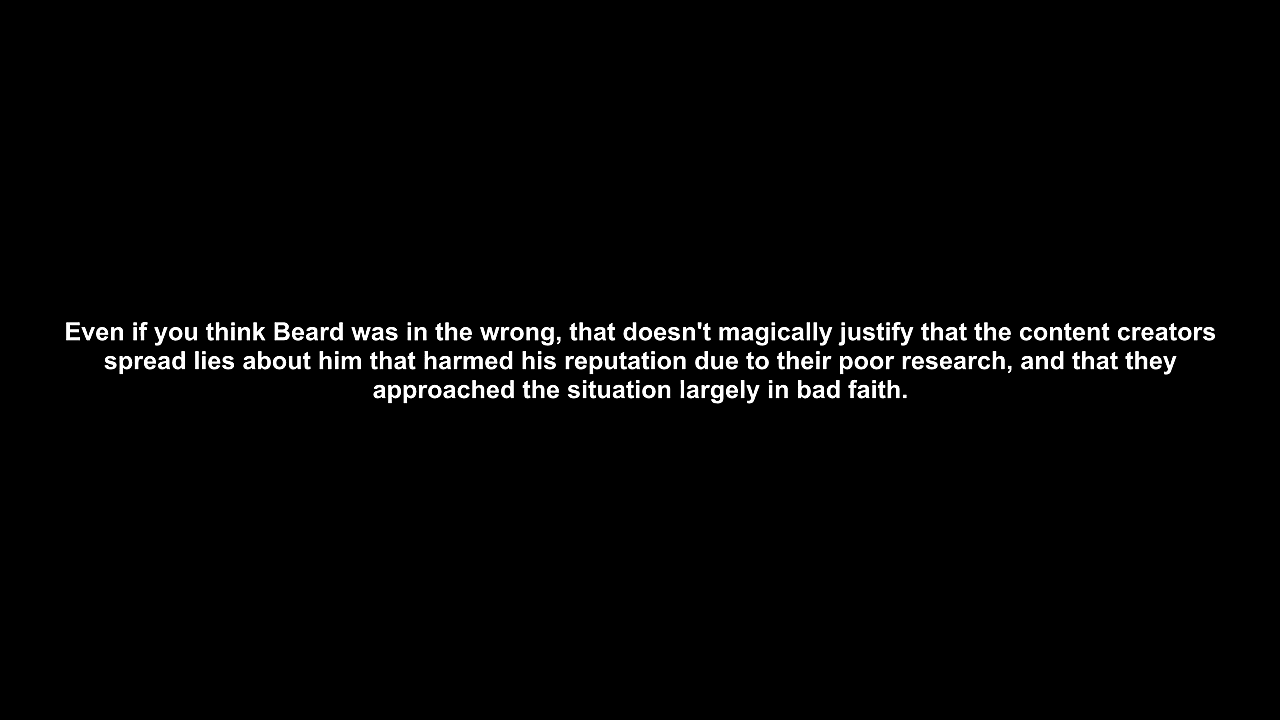 Even if you think Beard was in the wrong, that doesn't magically justify that the content creators
spread lies about him that harmed his reputation due to their poor research, and that they
approached the situation largely in bad faith.